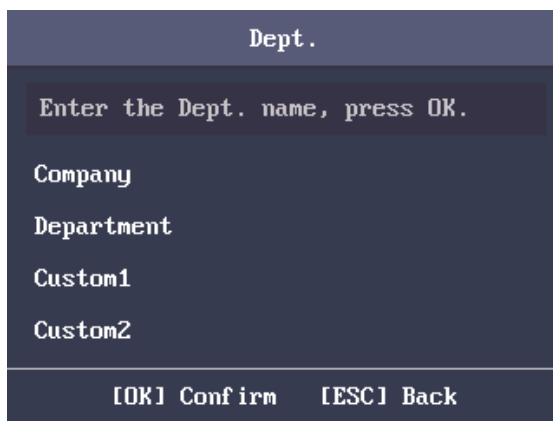 Dept.
Enter the Dept. name, press OK.
Company
Department
Custom1
Custom2
[OK] Confirm [ESC] Back